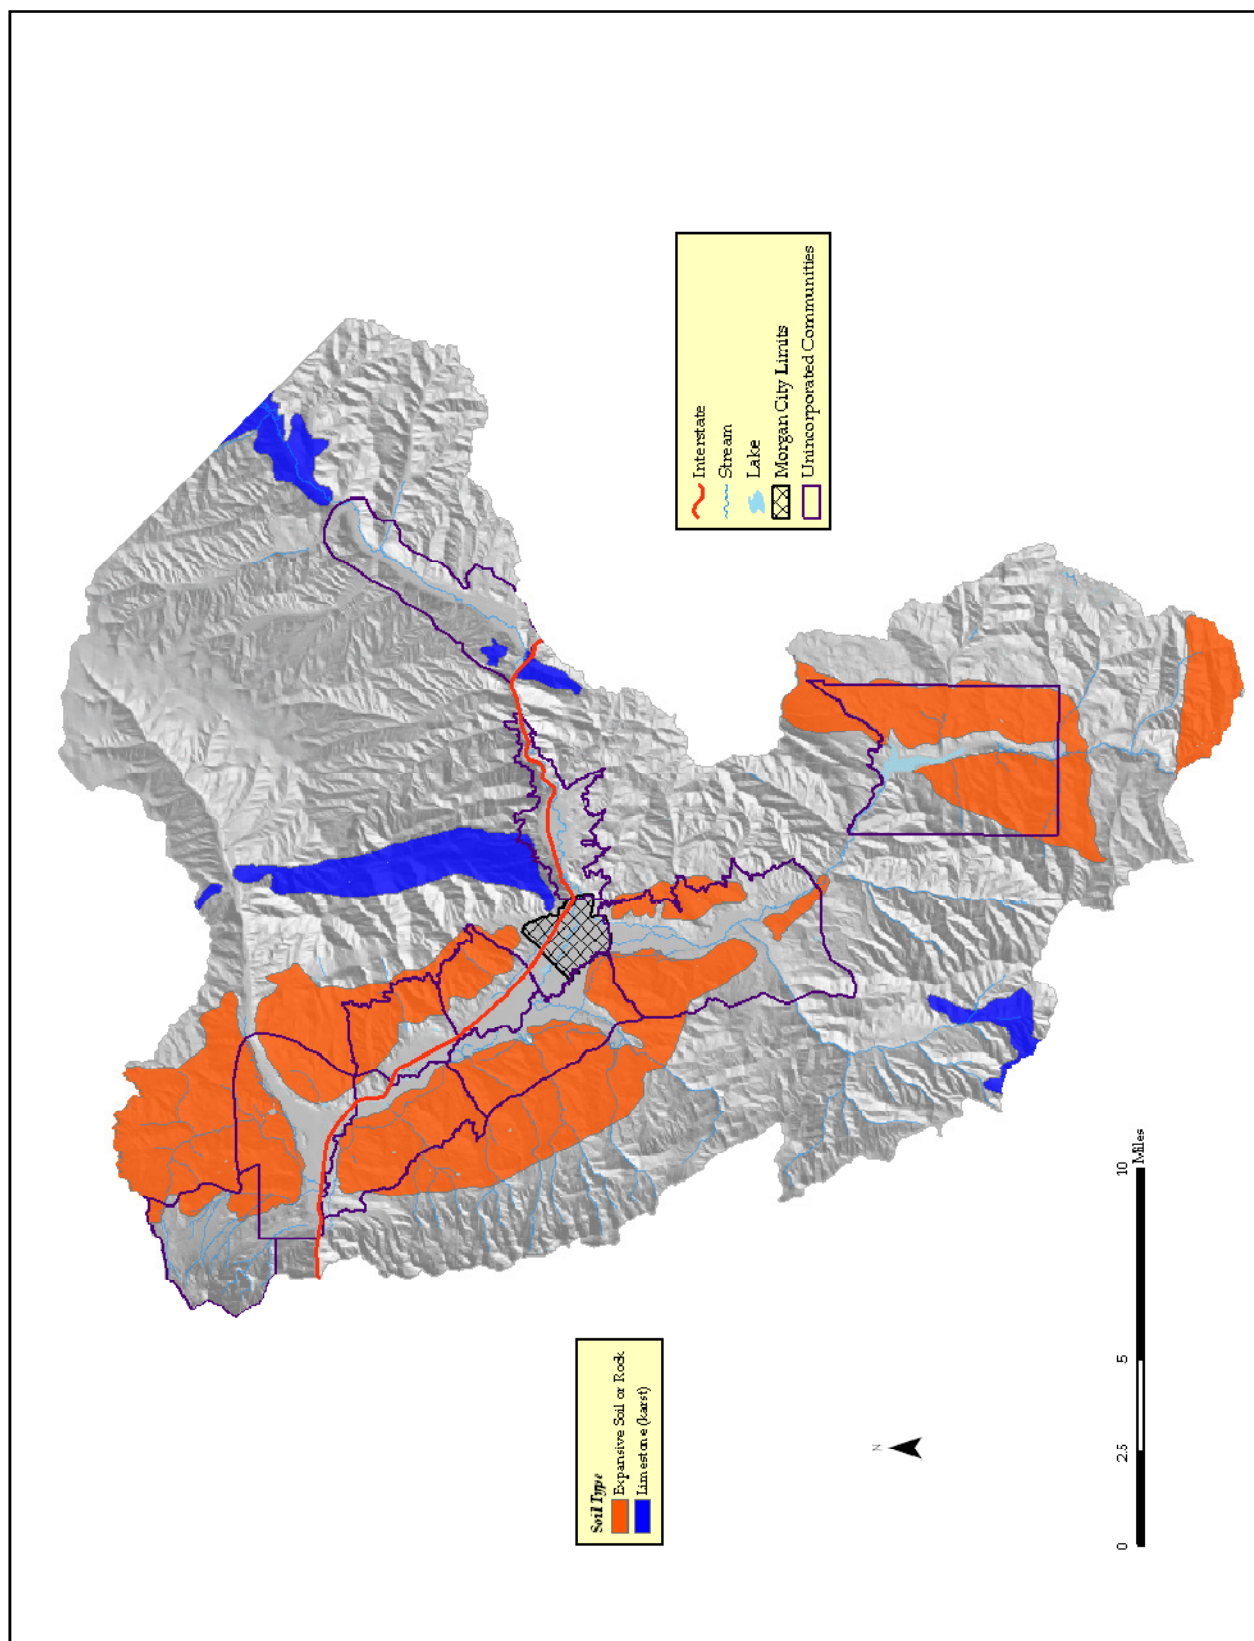 Interstate
Stream
Lake
Morgan City Limits
Unincorporated Communities
Soil Type
Expansive Soil or Rock
Limestone (karst)
N
0 2.5 5 10
Miles